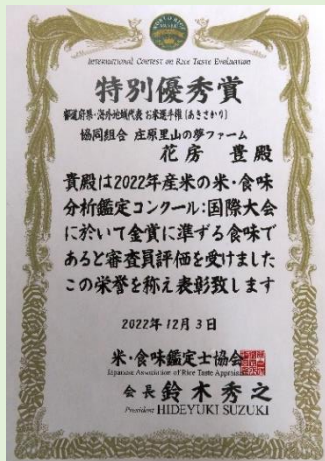 INTERNATIONAL CONTEST ON RICE TASTE EVALUATION
特別優秀賞
都道府県・海外地域代表 お米選手権(あきさかり)
協同組合 庄原里山の夢ファーム
花房 豊殿
貴殿は2022年産米の米・食味
分析鑑定コンクール:国際大会
に於いて金賞に準ずる食味で
あると審査員評価を受けました
この栄誉を称え表彰致します
2022年12月3日
米・食味鑑定士協会
Japanese Association of Rice Taste Appraisers
会長 鈴木秀之
President HIDEYUKI SUZUKI